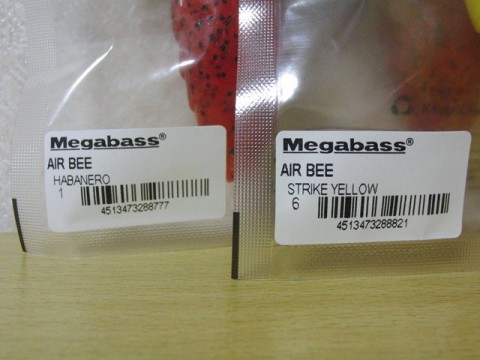 Megabass®
AIR BEE
HABANERO
1
4513473288777
Megabass®
AIR BEE
STRIKE YELLOW
6
4513473288821